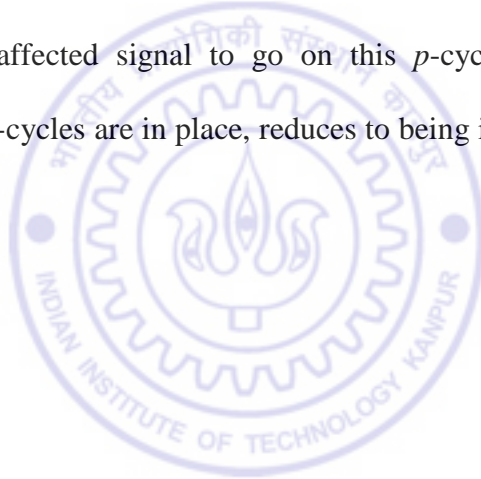 affected signal to go on this p-cyc
-cycles are in place, reduces to being i
भारतीय प्रौद्योगिकी संस्थान कानपुर
INDIAN INSTITUTE OF TECHNOLOGY KANPUR